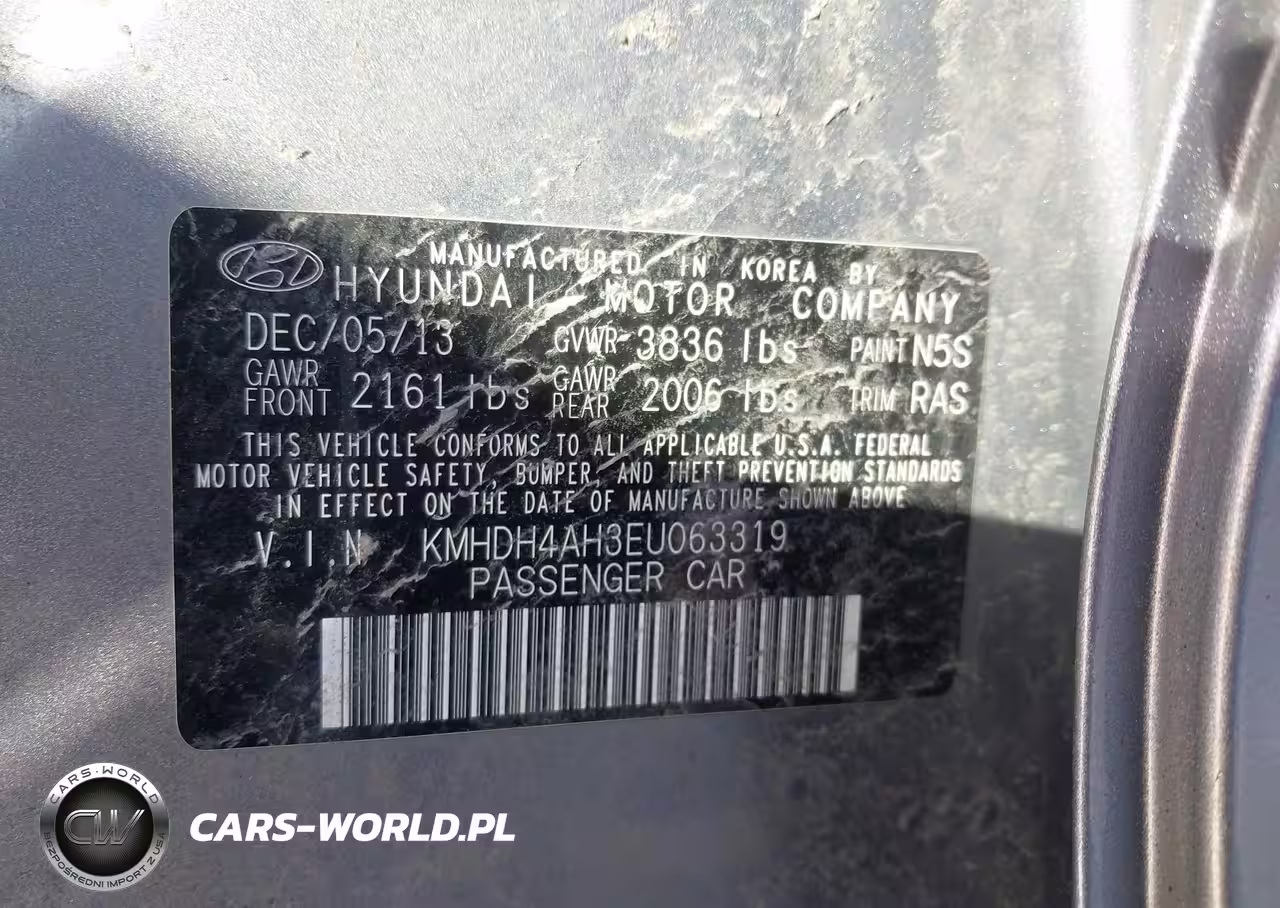 MANUFACTURED IN KOREA BY
HYUNDAI MOTOR COMPANY
DEC/05/13 GVWR 3836 lbs PAINT N5S
GAWR FRONT 2161 lbs GAWR REAR 2006 lbs TRIM RAS
THIS VEHICLE CONFORMS TO ALL APPLICABLE U.S.A. FEDERAL
MOTOR VEHICLE SAFETY, BUMPER, AND THEFT PREVENTION STANDARDS
IN EFFECT ON THE DATE OF MANUFACTURE SHOWN ABOVE
V.I.N KMHDH4AH3EU063319
PASSENGER CAR
CARS-WORLD
CW
BEZPOŚREDNI IMPORT Z USA
CARS-WORLD.PL